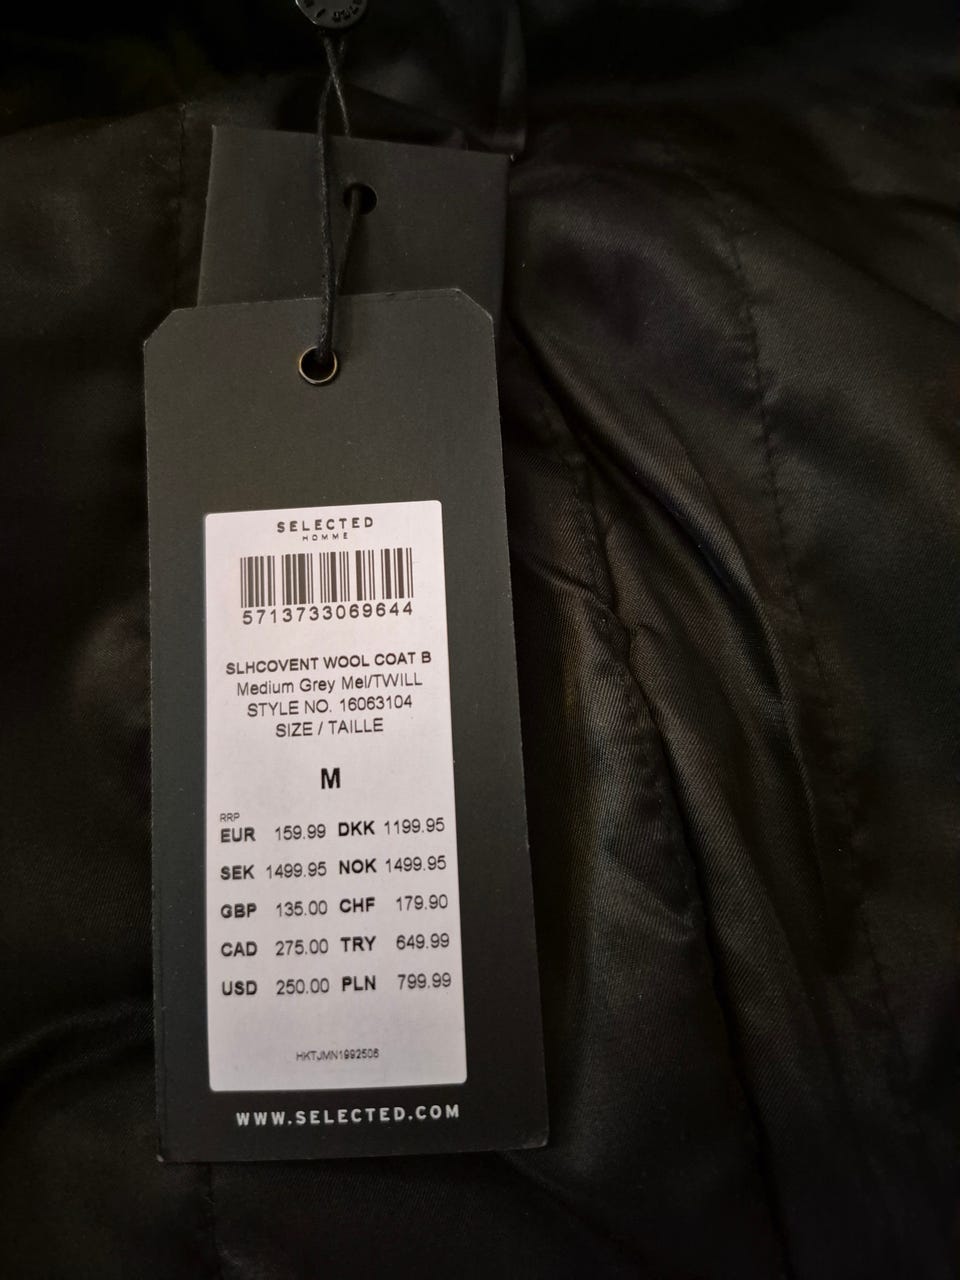 SELECTED
HOMME
5713733069644
SLHCOVENT WOOL COAT B
Medium Grey Mel/TWILL
STYLE NO. 16063104
SIZE / TAILLE
M
RRP
EUR 159.99 DKK 1199.95
SEK 1499.95 NOK 1499.95
GBP 135.00 CHF 179.90
CAD 275.00 TRY 649.99
USD 250.00 PLN 799.99
HKTJMN1992506
WWW.SELECTED.COM